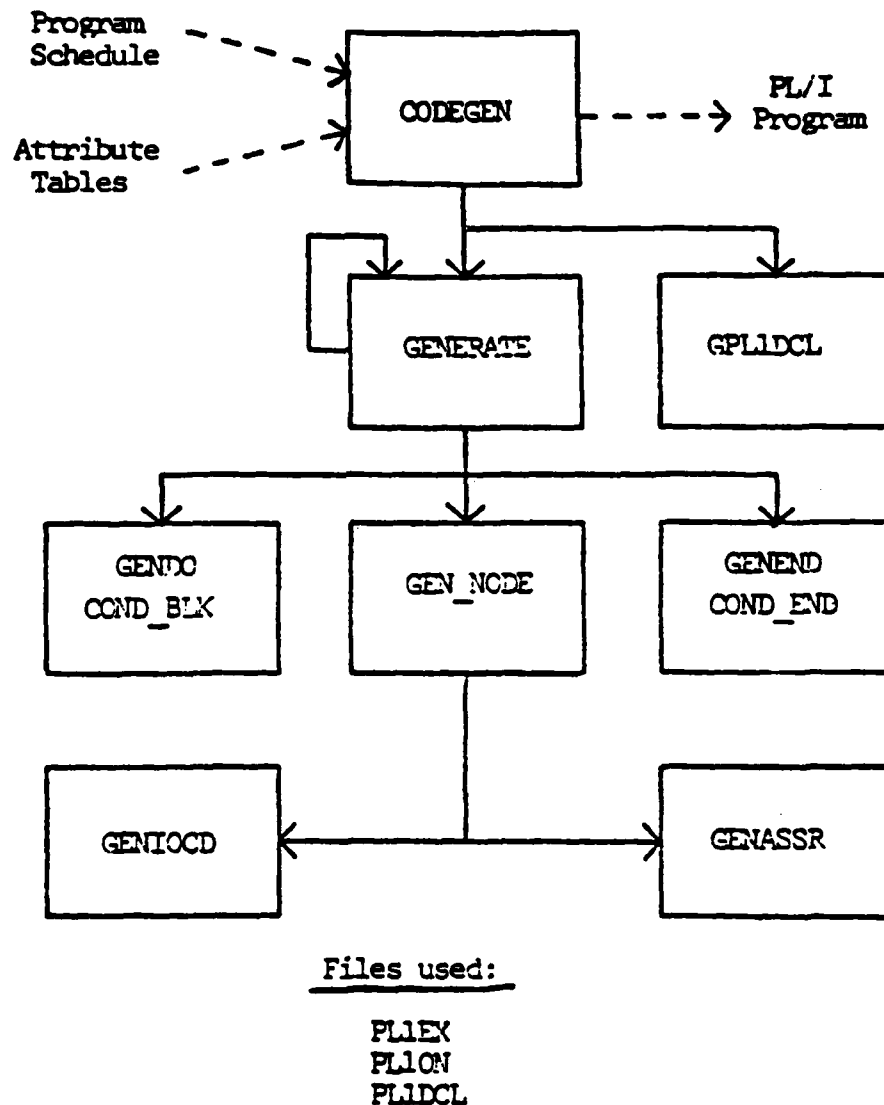 Program
Schedule
Attribute
Tables
CODEGEN
PL/I
Program
GENERATE
GPL1DCL
GENDO
COND_BLK
GEN_NODE
GENEND
COND_END
GENIOCD
GENASSR
Files used:
PL1EX
PL1ON
PL1DCL